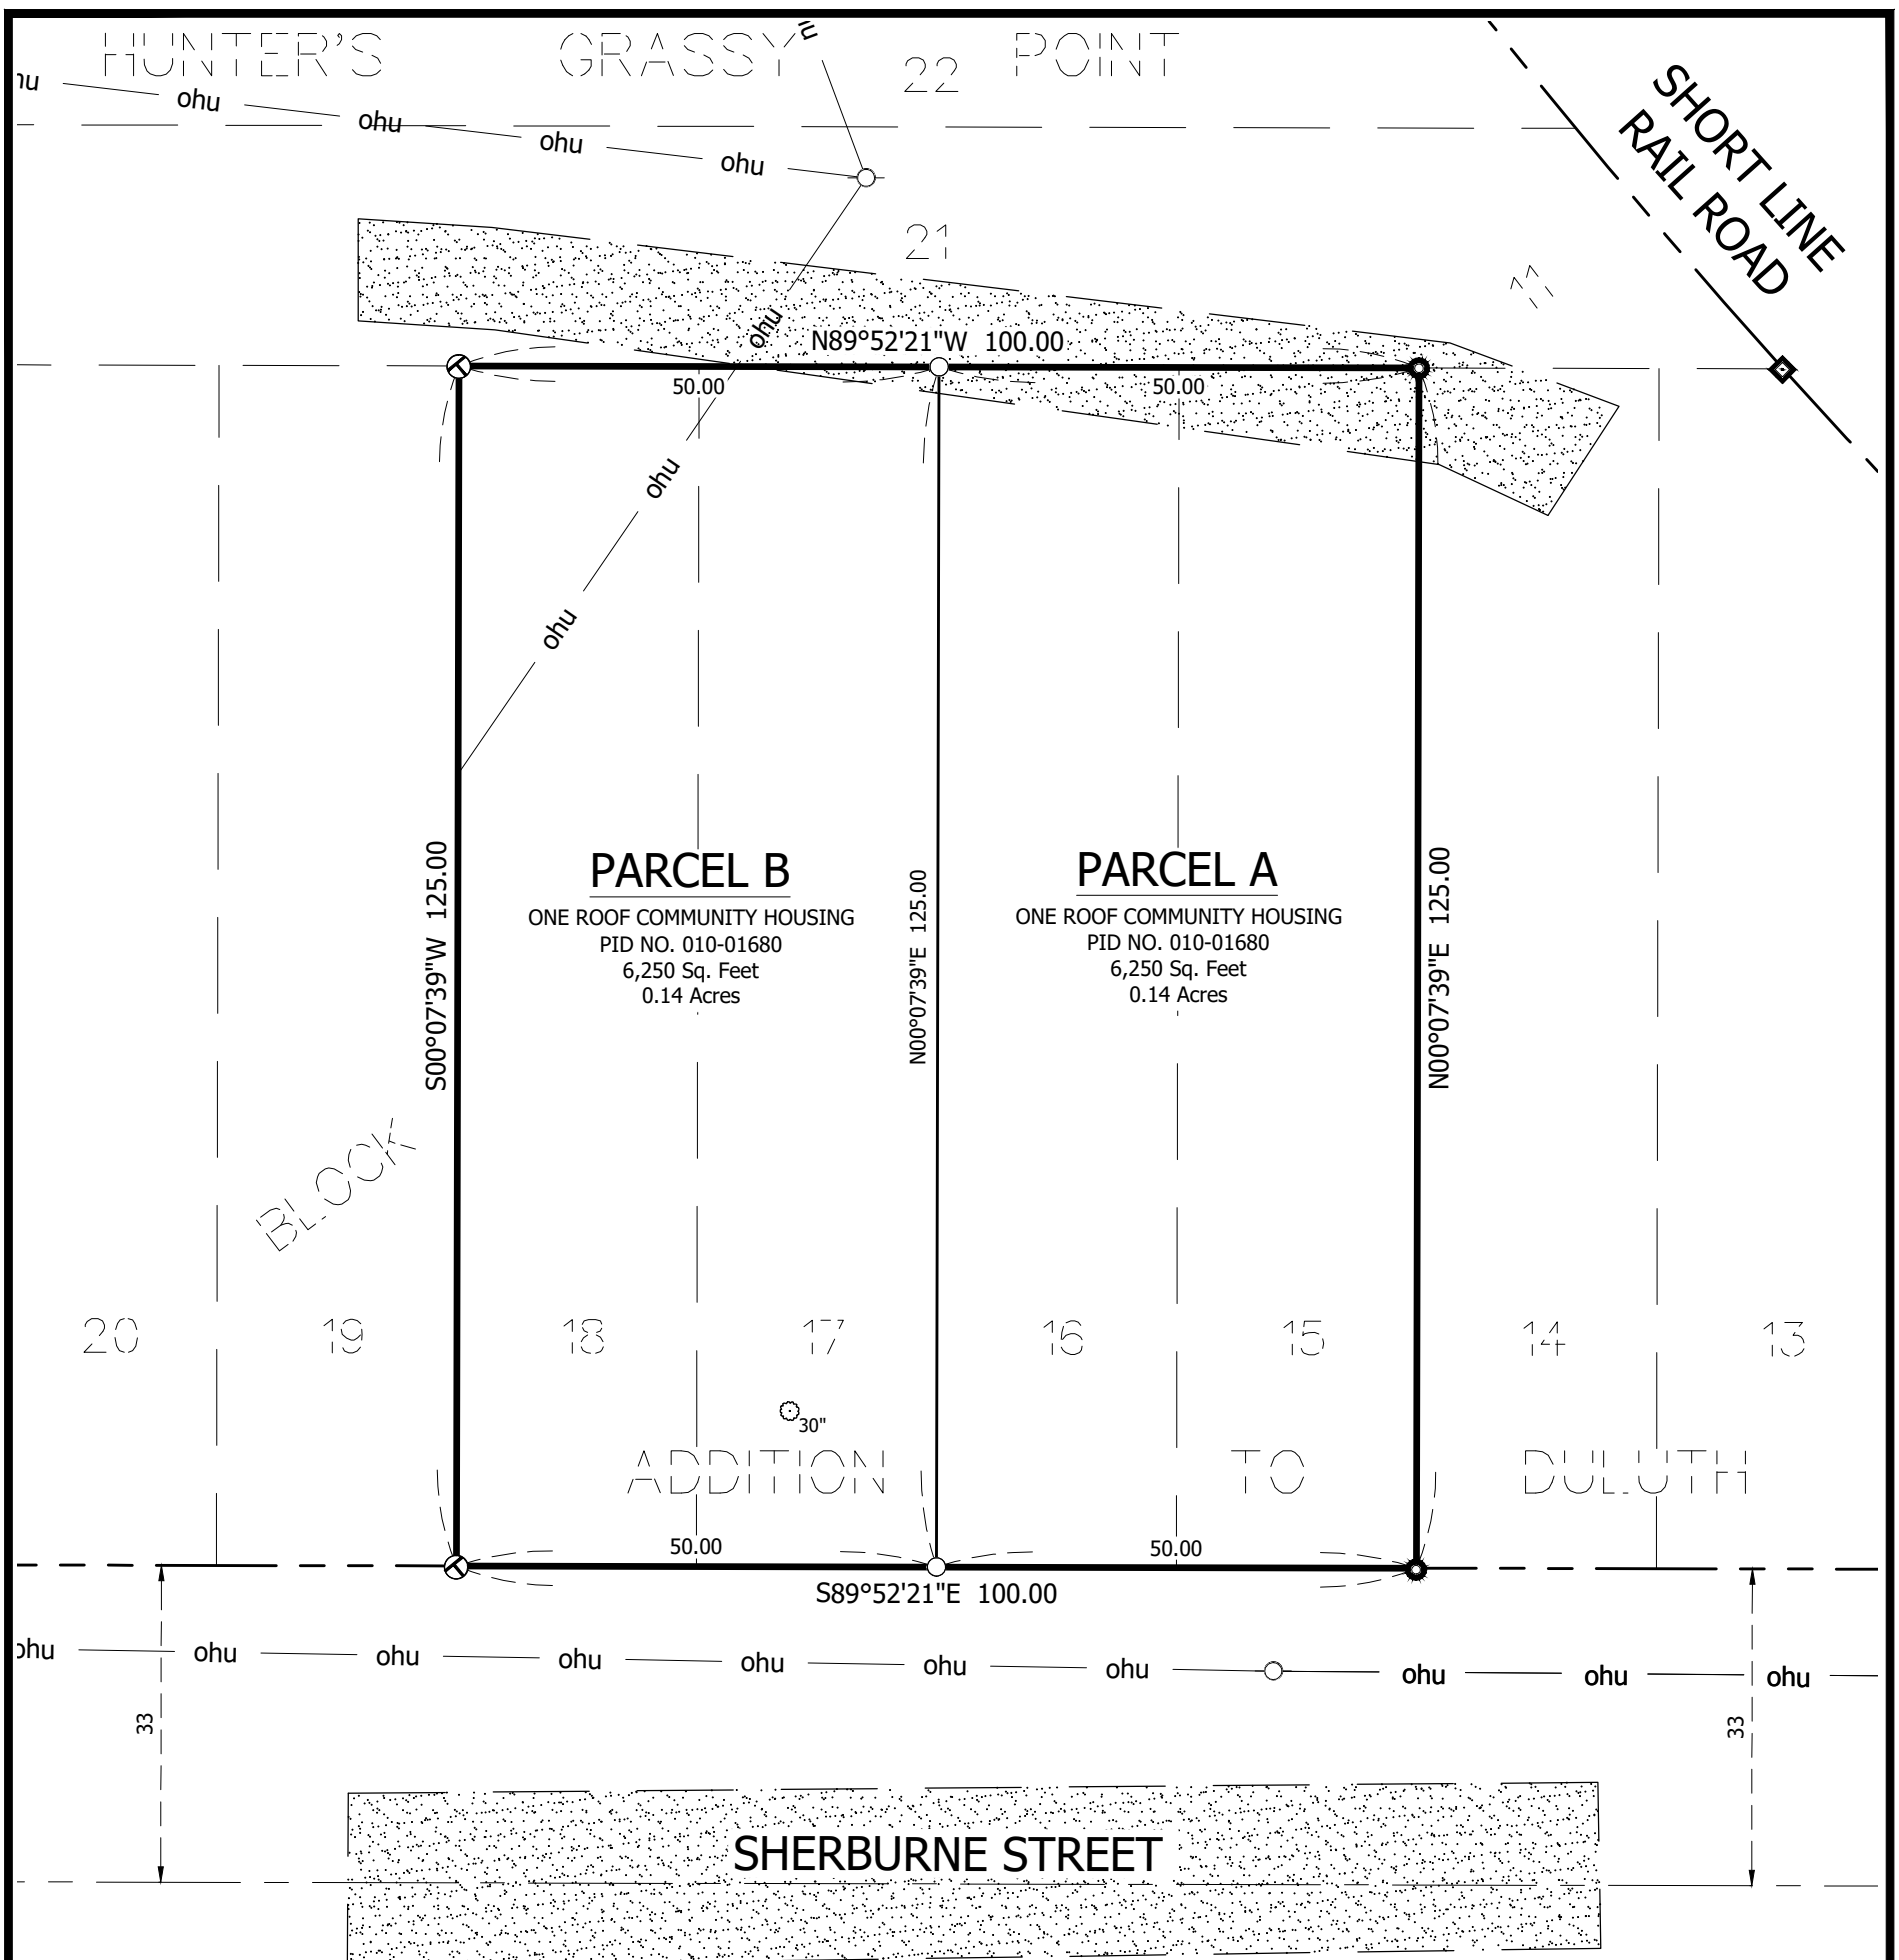 HUNTER'S GRASSY POINT
22
ohu
ohu
ohu
ohu
SHORT LINE
RAIL ROAD
21
ohu
N89°52'21"W 100.00
50.00
50.00
ohu
ohu
S00°07'39"W 125.00
PARCEL B
ONE ROOF COMMUNITY HOUSING
PID NO. 010-01680
6,250 Sq. Feet
0.14 Acres
N00°07'39"E 125.00
PARCEL A
ONE ROOF COMMUNITY HOUSING
PID NO. 010-01680
6,250 Sq. Feet
0.14 Acres
N00°07'39"E 125.00
BLOCK
20 19 18 17 16 15 14 13
30"
ADDITION TO DULUTH
50.00
50.00
S89°52'21"E 100.00
ohu ohu ohu ohu ohu ohu ohu ohu ohu ohu
33
33
SHERBURNE STREET